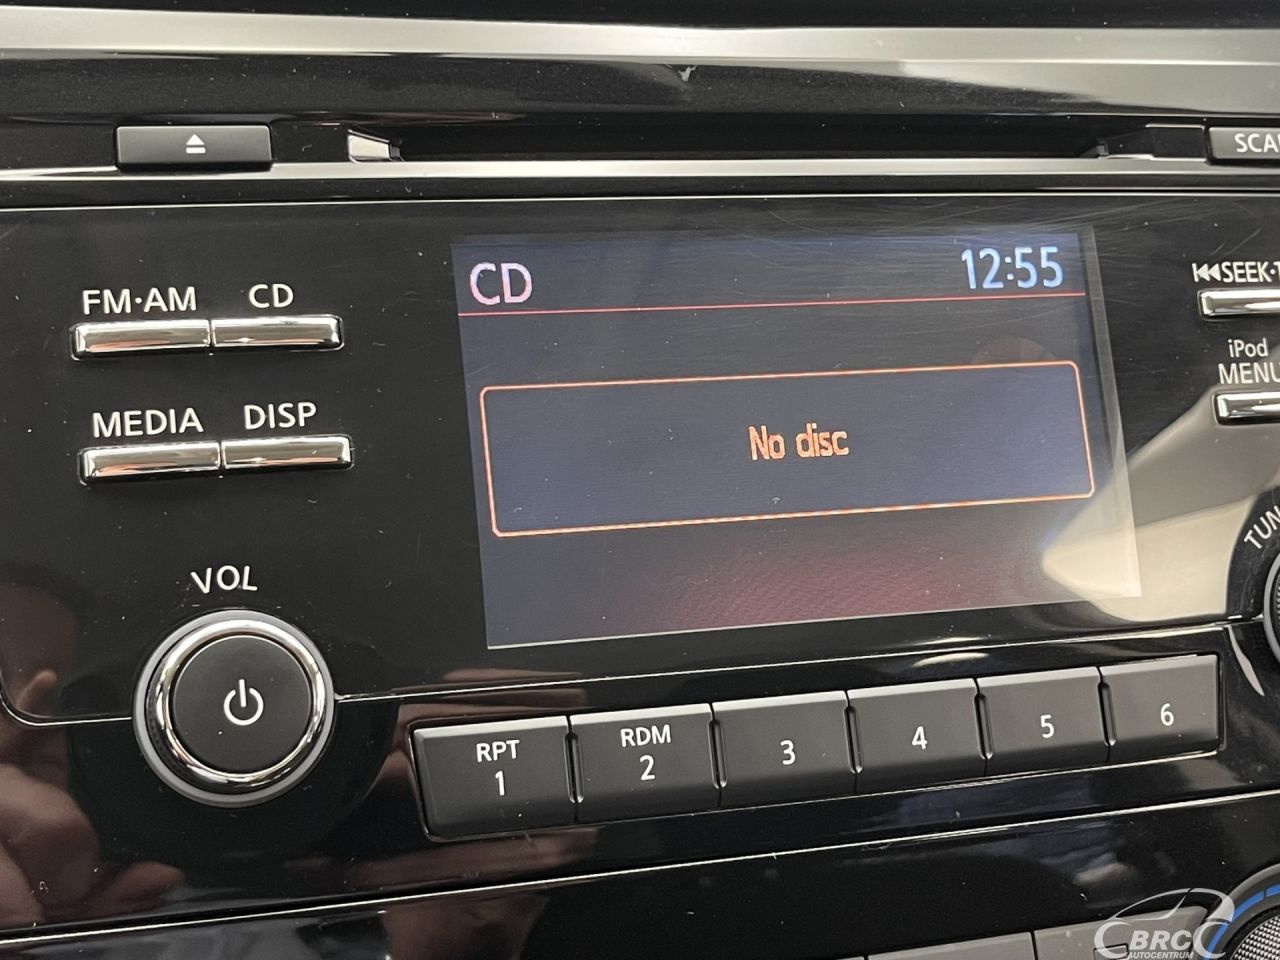 SCA
CD 12:55
FM·AM CD
SEEK·T
iPod
MENU
MEDIA DISP
No disc
TUN
VOL
RPT
1
RDM
2
3
4
5
6
BRC
AUTOCENTRUM